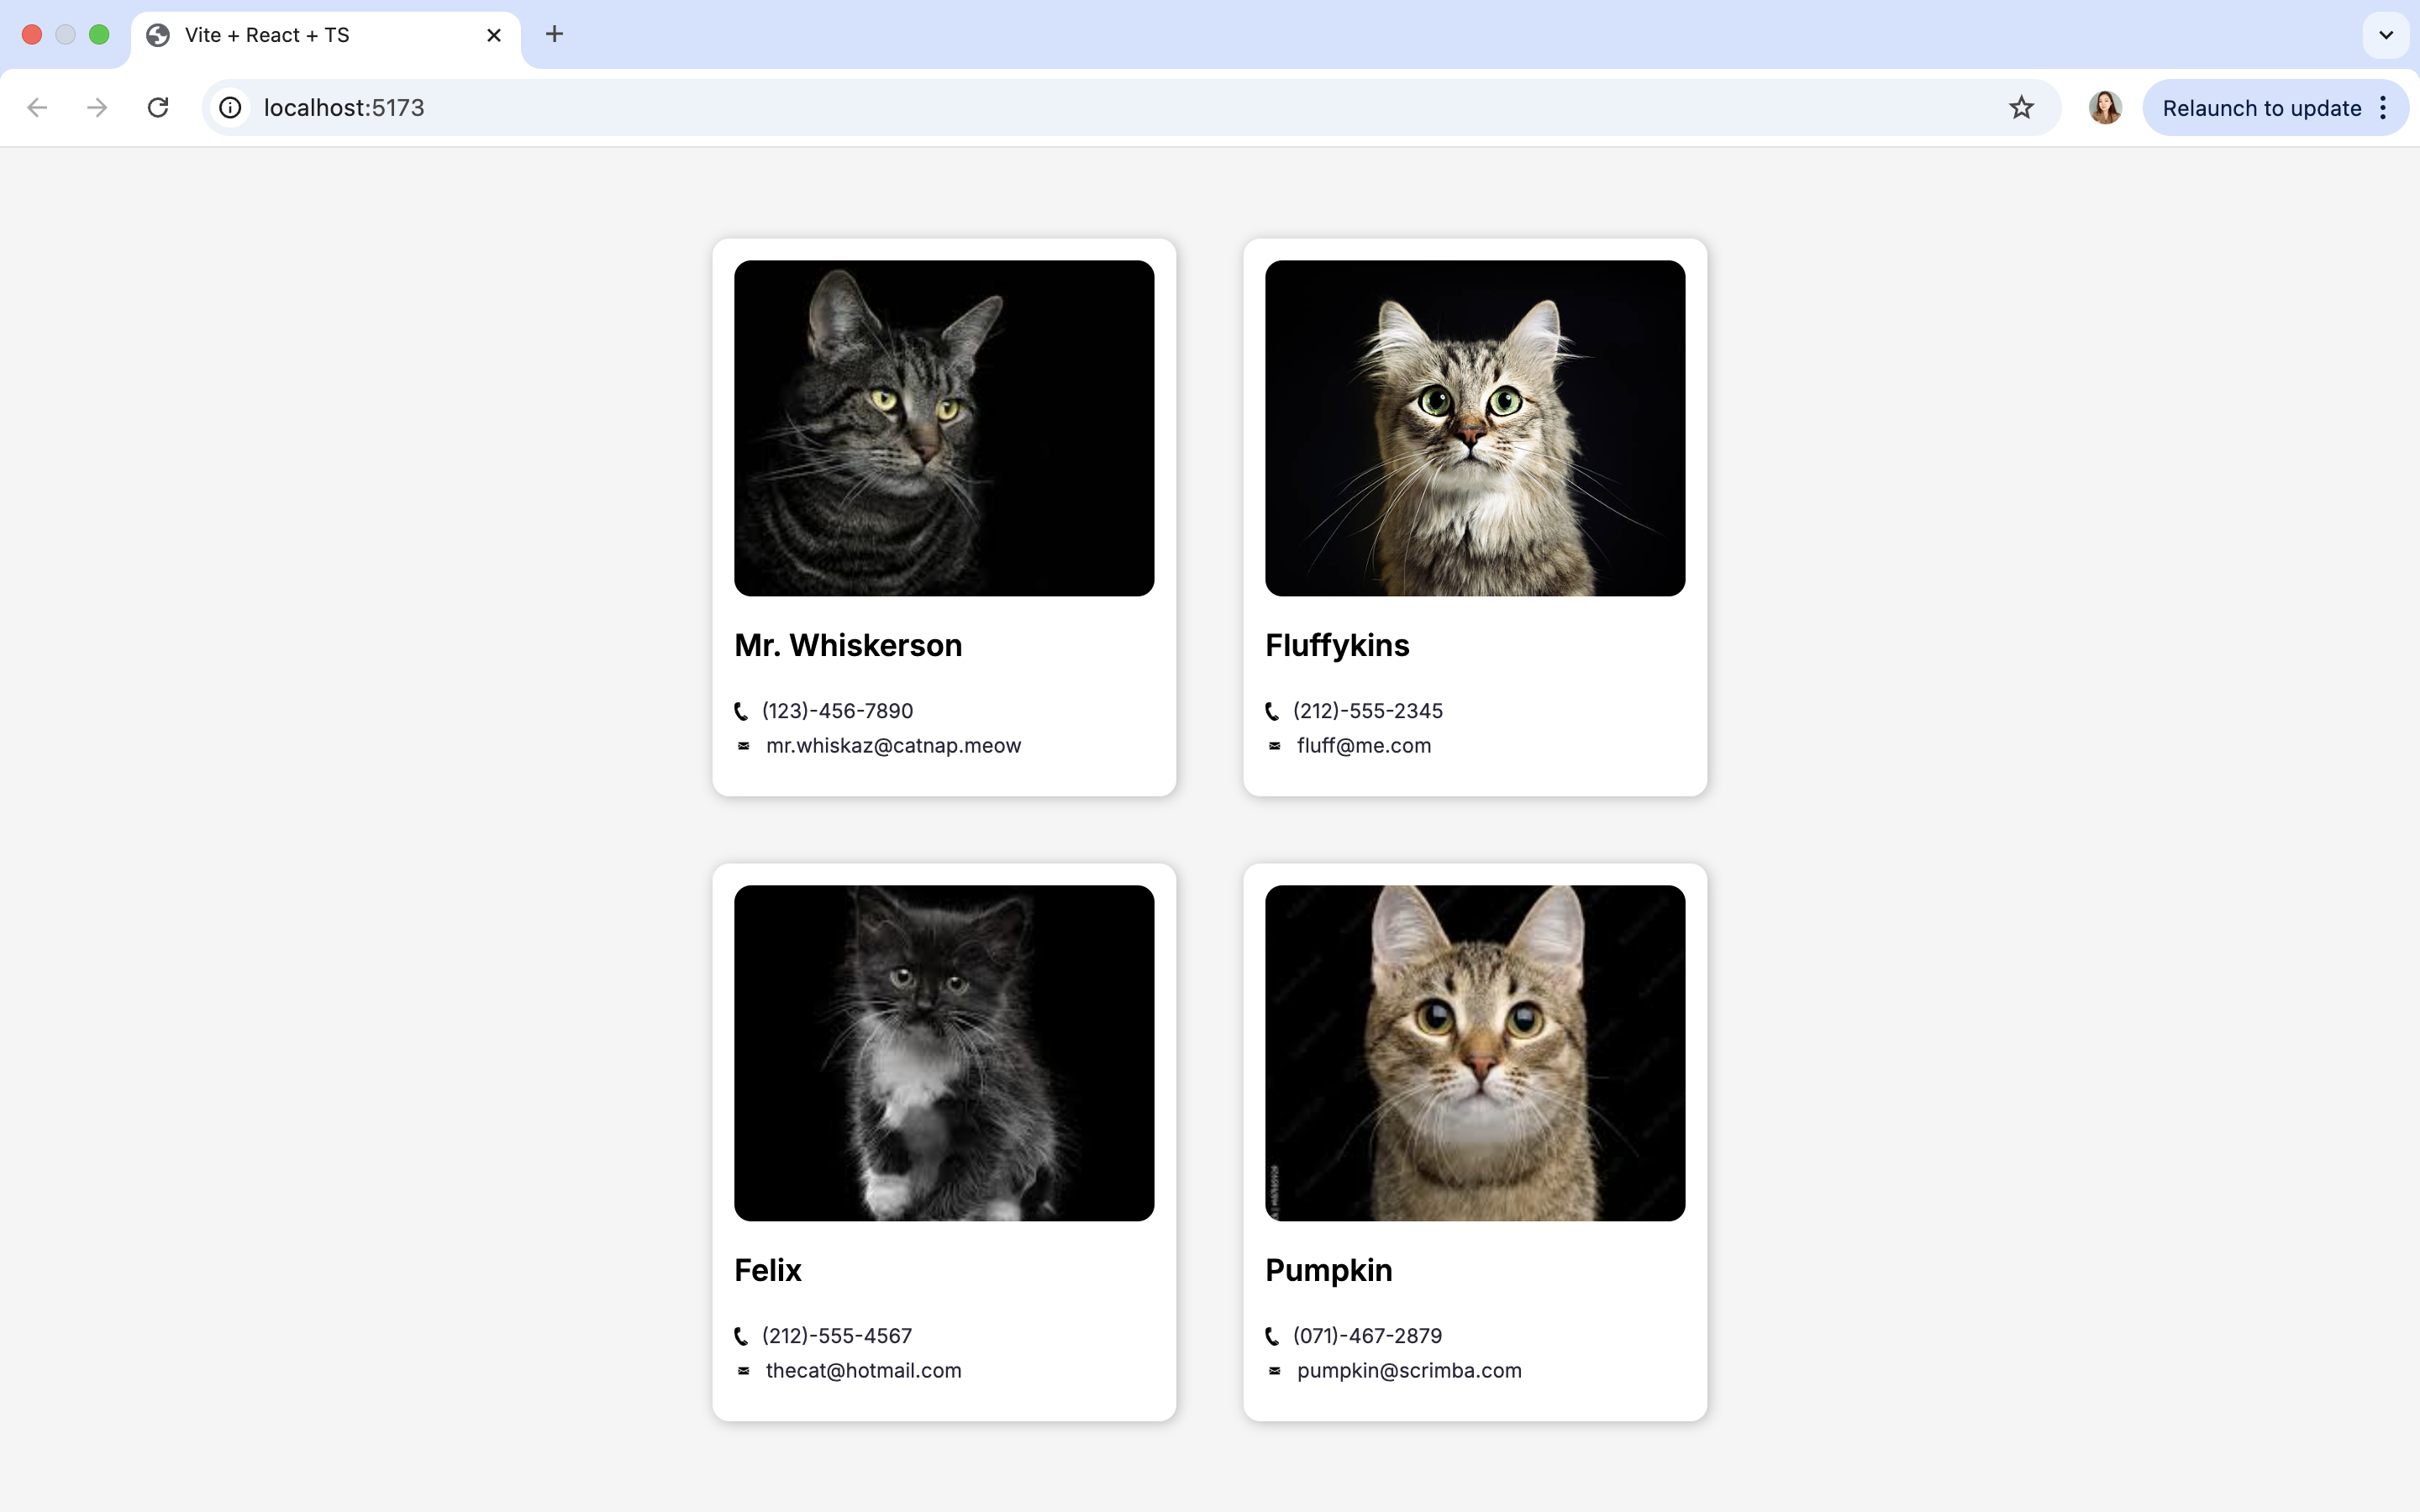 Vite + React + TS
localhost:5173
Relaunch to update
Mr. Whiskerson
(123)-456-7890
mr.whiskaz@catnap.meow
Fluffykins
(212)-555-2345
fluff@me.com
Felix
(212)-555-4567
thecat@hotmail.com
Pumpkin
(071)-467-2879
pumpkin@scrimba.com